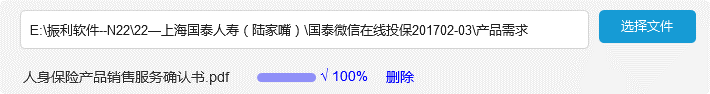 E:\振利软件--N22\22—上海国泰人寿（陆家嘴）\国泰微信在线投保201702-03\产品需求 选择文件
人身保险产品销售服务确认书.pdf √ 100% 删除